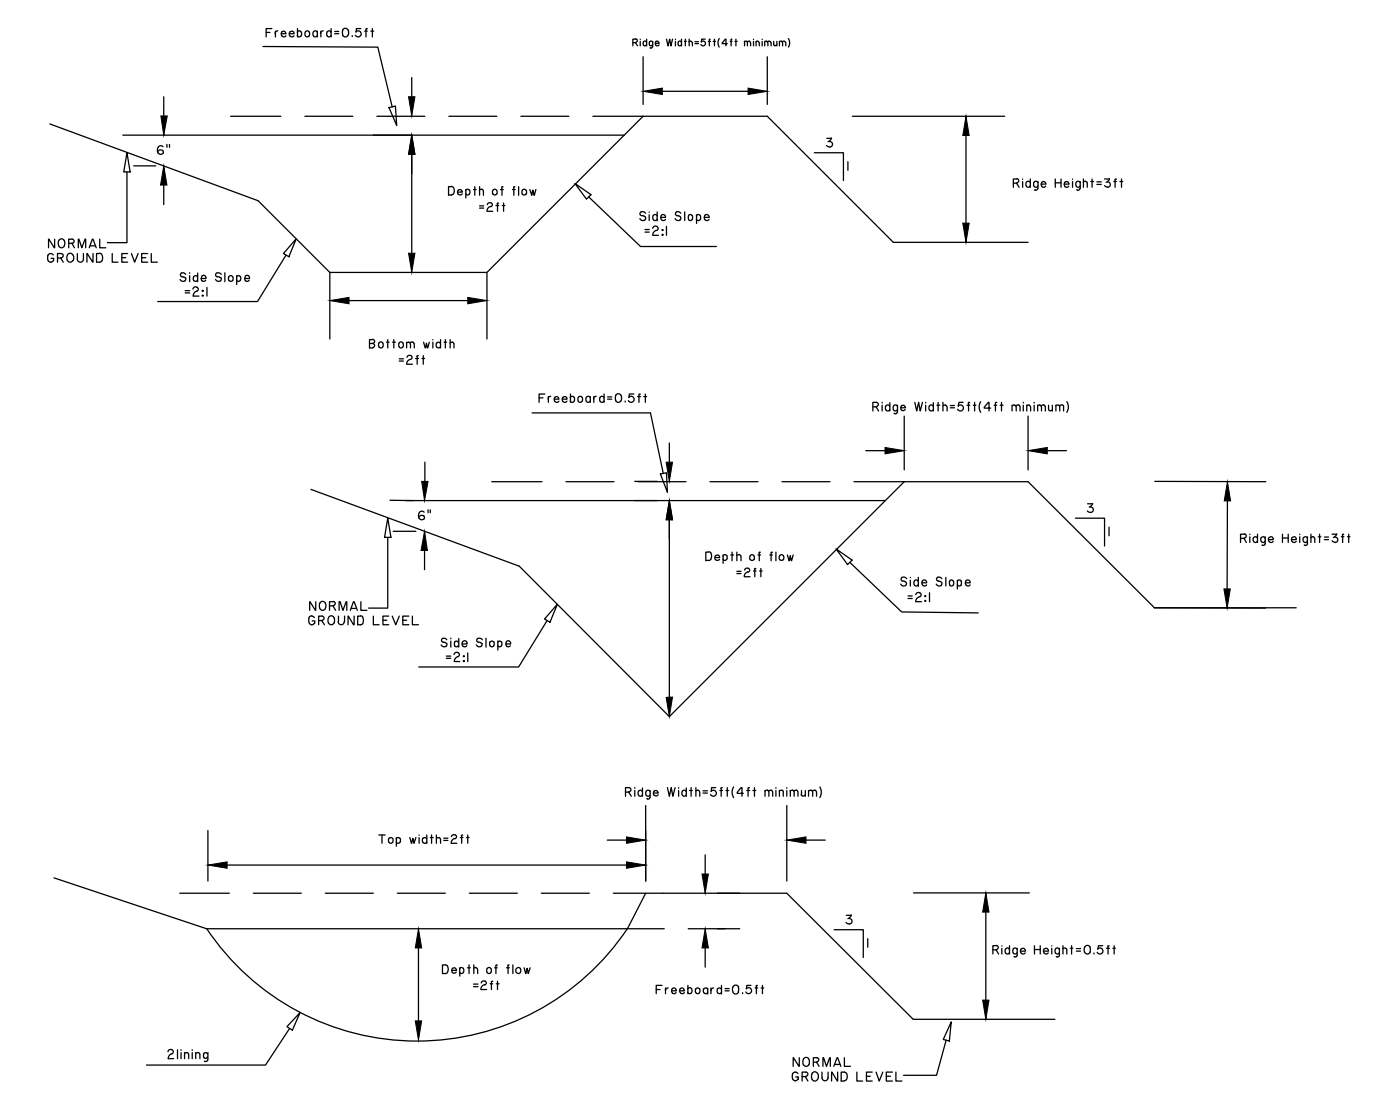 Freeboard=0.5ft
Ridge Width=5ft(4ft minimum)
6"
3
1
Depth of flow
=2ft
Ridge Height=3ft
Side Slope
=2:1
NORMAL
GROUND LEVEL
Side Slope
=2:1
Bottom width
=2ft
Freeboard=0.5ft
Ridge Width=5ft(4ft minimum)
6"
3
1
Depth of flow
=2ft
Ridge Height=3ft
Side Slope
=2:1
NORMAL
GROUND LEVEL
Side Slope
=2:1
Ridge Width=5ft(4ft minimum)
Top width=2ft
3
1
Depth of flow
=2ft
Ridge Height=0.5ft
Freeboard=0.5ft
2lining
NORMAL
GROUND LEVEL